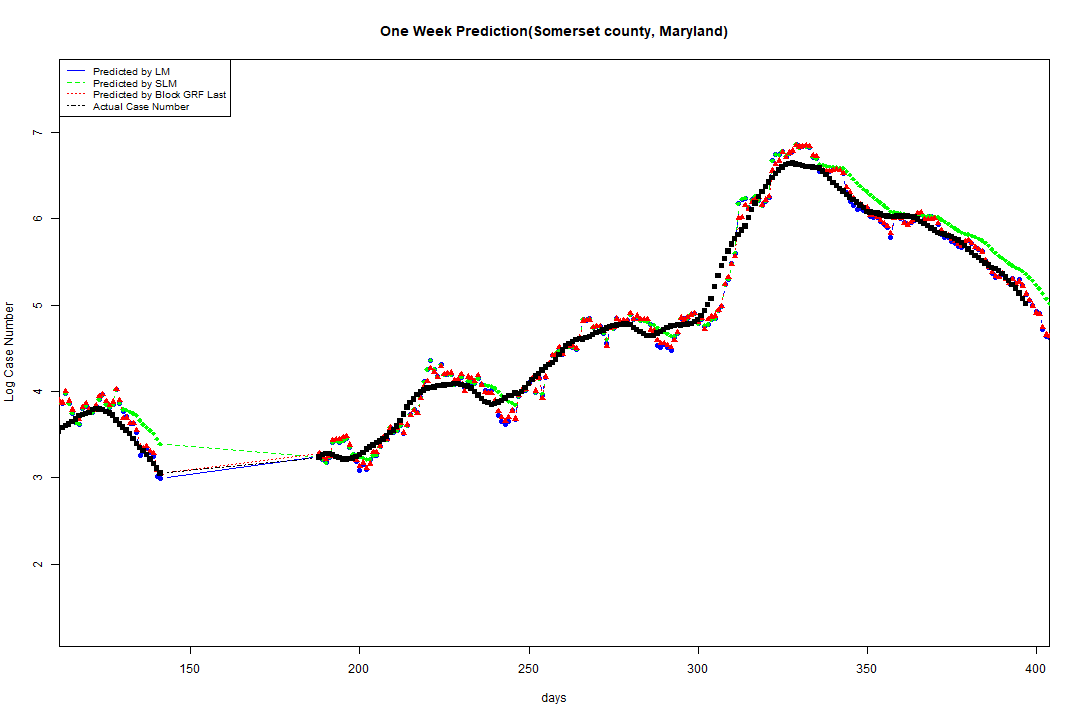 One Week Prediction(Somerset county, Maryland)
Predicted by LM
Predicted by SLM
Predicted by Block GRF Last
Actual Case Number
7
6
5
4
3
2
Log Case Number
150 200 250 300 350 400
days